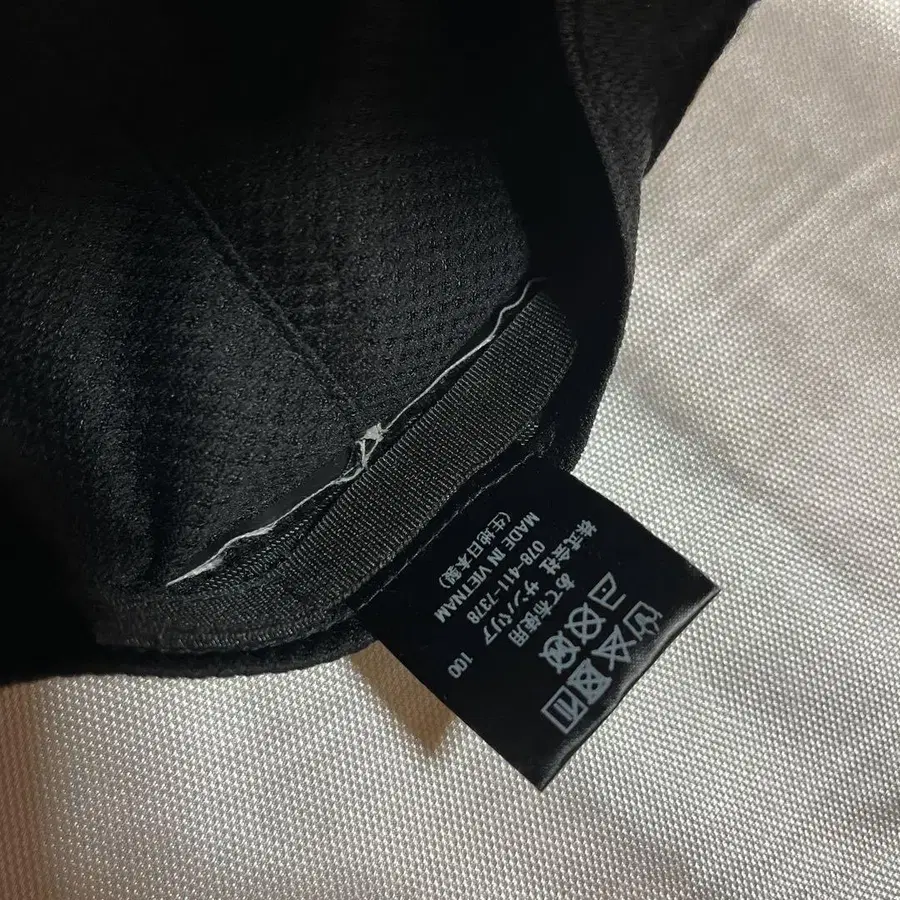 あて布使用
株式会社 サンバリア 100
078-411-7378
MADE IN VIETNAM
(生地日本製)